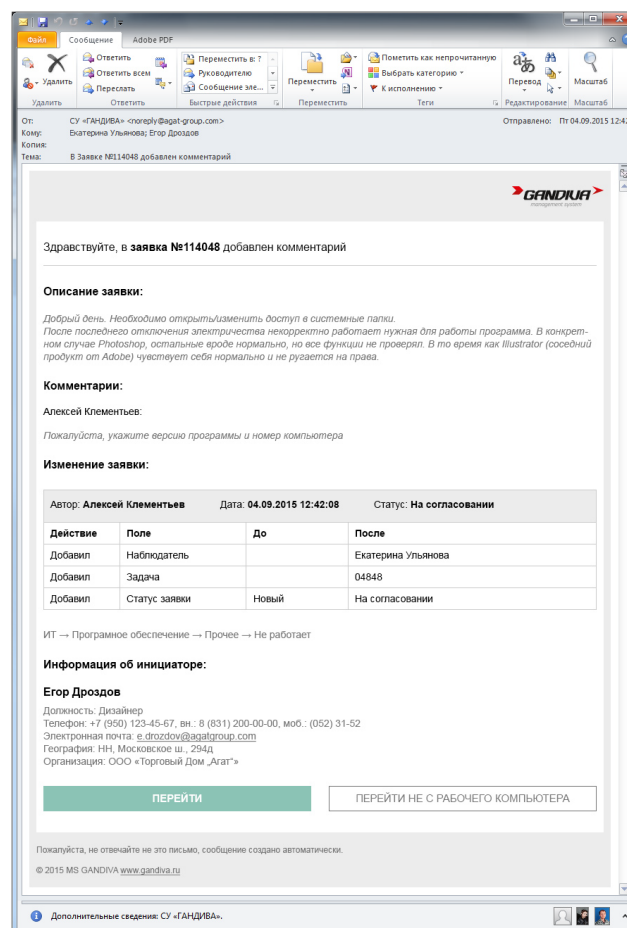 Файл Сообщение Adobe PDF
Удалить
Ответить
Ответить всем
Переслать
Переместить в: ?
Руководителю
Сообщение эле...
Переместить
Пометить как непрочитанную
Выбрать категорию
К исполнению
Перевод
Масштаб
Удалить Ответить Быстрые действия Переместить Теги Редактирование Масштаб
От: СУ «ГАНДИВА» <noreply@agat-group.com> Отправлено: Пт 04.09.2015 12:42
Кому: Екатерина Ульянова; Егор Дроздов
Копия:
Тема: В Заявке №114048 добавлен комментарий
GANDIVA
management system
Здравствуйте, в заявка №114048 добавлен комментарий
Описание заявки:
Добрый день. Необходимо открыть/изменить доступ в системные папки.
После последнего отключения электричества некорректно работает нужная для работы программа. В конкрет-
ном случае Photoshop, остальные вроде нормально, но все функции не проверял. В то время как Illustrator (соседний
продукт от Adobe) чувствует себя нормально и не ругается на права.
Комментарии:
Алексей Клементьев:
Пожалуйста, укажите версию программы и номер компьютера
Изменение заявки:
Автор: Алексей Клементьев Дата: 04.09.2015 12:42:08 Статус: На согласовании
Действие Поле До После
Добавил Наблюдатель Екатерина Ульянова
Добавил Задача 04848
Добавил Статус заявки Новый На согласовании
ИТ → Програмное обеспечение → Прочее → Не работает
Информация об инициаторе:
Егор Дроздов
Должность: Дизайнер
Телефон: +7 (950) 123-45-67, вн.: 8 (831) 200-00-00, моб.: (052) 31-52
Электронная почта: e.drozdov@agatgroup.com
География: НН, Московское ш., 294д
Организация: ООО «Торговый Дом „Агат“»
ПЕРЕЙТИ ПЕРЕЙТИ НЕ С РАБОЧЕГО КОМПЬЮТЕРА
Пожалуйста, не отвечайте не это письмо, сообщение создано автоматически.
© 2015 MS GANDIVA www.gandiva.ru
Дополнительные сведения: СУ «ГАНДИВА».